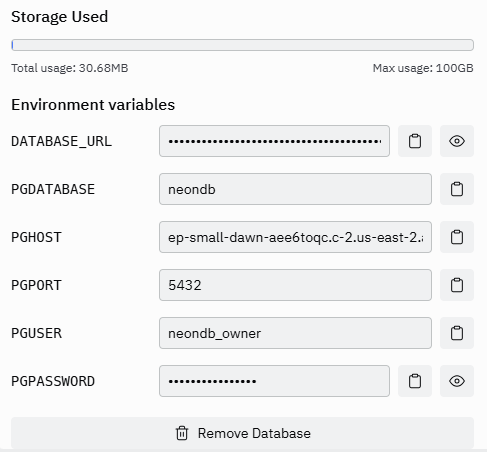 Storage Used
Total usage: 30.68MB Max usage: 100GB
Environment variables
DATABASE_URL ••••••••••••••••••••••••••••••••••••••••
PGDATABASE neondb
PGHOST ep-small-dawn-aee6toqc.c-2.us-east-2.
PGPORT 5432
PGUSER neondb_owner
PGPASSWORD ••••••••••••••••
Remove Database